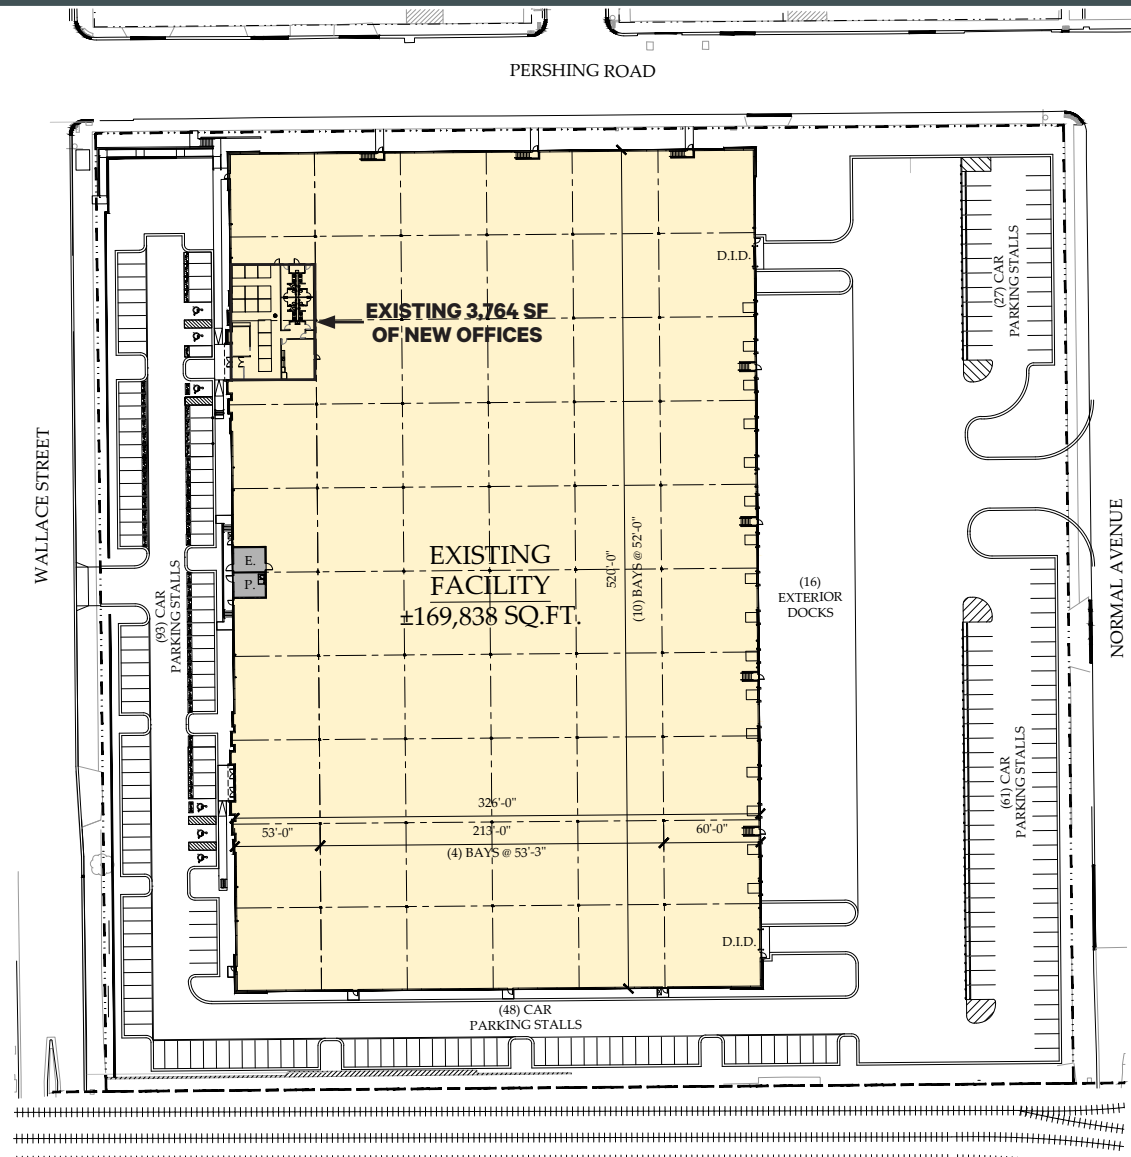 PERSHING ROAD
D.I.D.
(27) CAR
PARKING STALLS
EXISTING 3,764 SF
OF NEW OFFICES
WALLACE STREET
NORMAL AVENUE
E.
P.
EXISTING
FACILITY
±169,838 SQ.FT.
520'-0"
(10) BAYS @ 52'-0"
(16)
EXTERIOR
DOCKS
(93) CAR
PARKING STALLS
(61) CAR
PARKING STALLS
326'-0"
53'-0"
213'-0"
60'-0"
(4) BAYS @ 53'-3"
D.I.D.
(48) CAR
PARKING STALLS